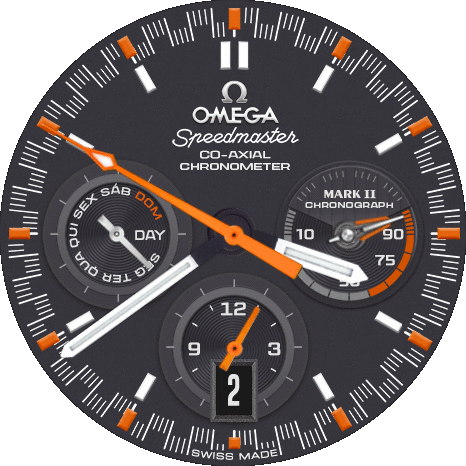 Ω
OMEGA
Speedmaster
CO-AXIAL
CHRONOMETER
SEG TER QUA QUI SEX SÁB DOM
DAY
MARK II
CHRONOGRAPH
10
90
75
12
9
3
2
SWISS MADE